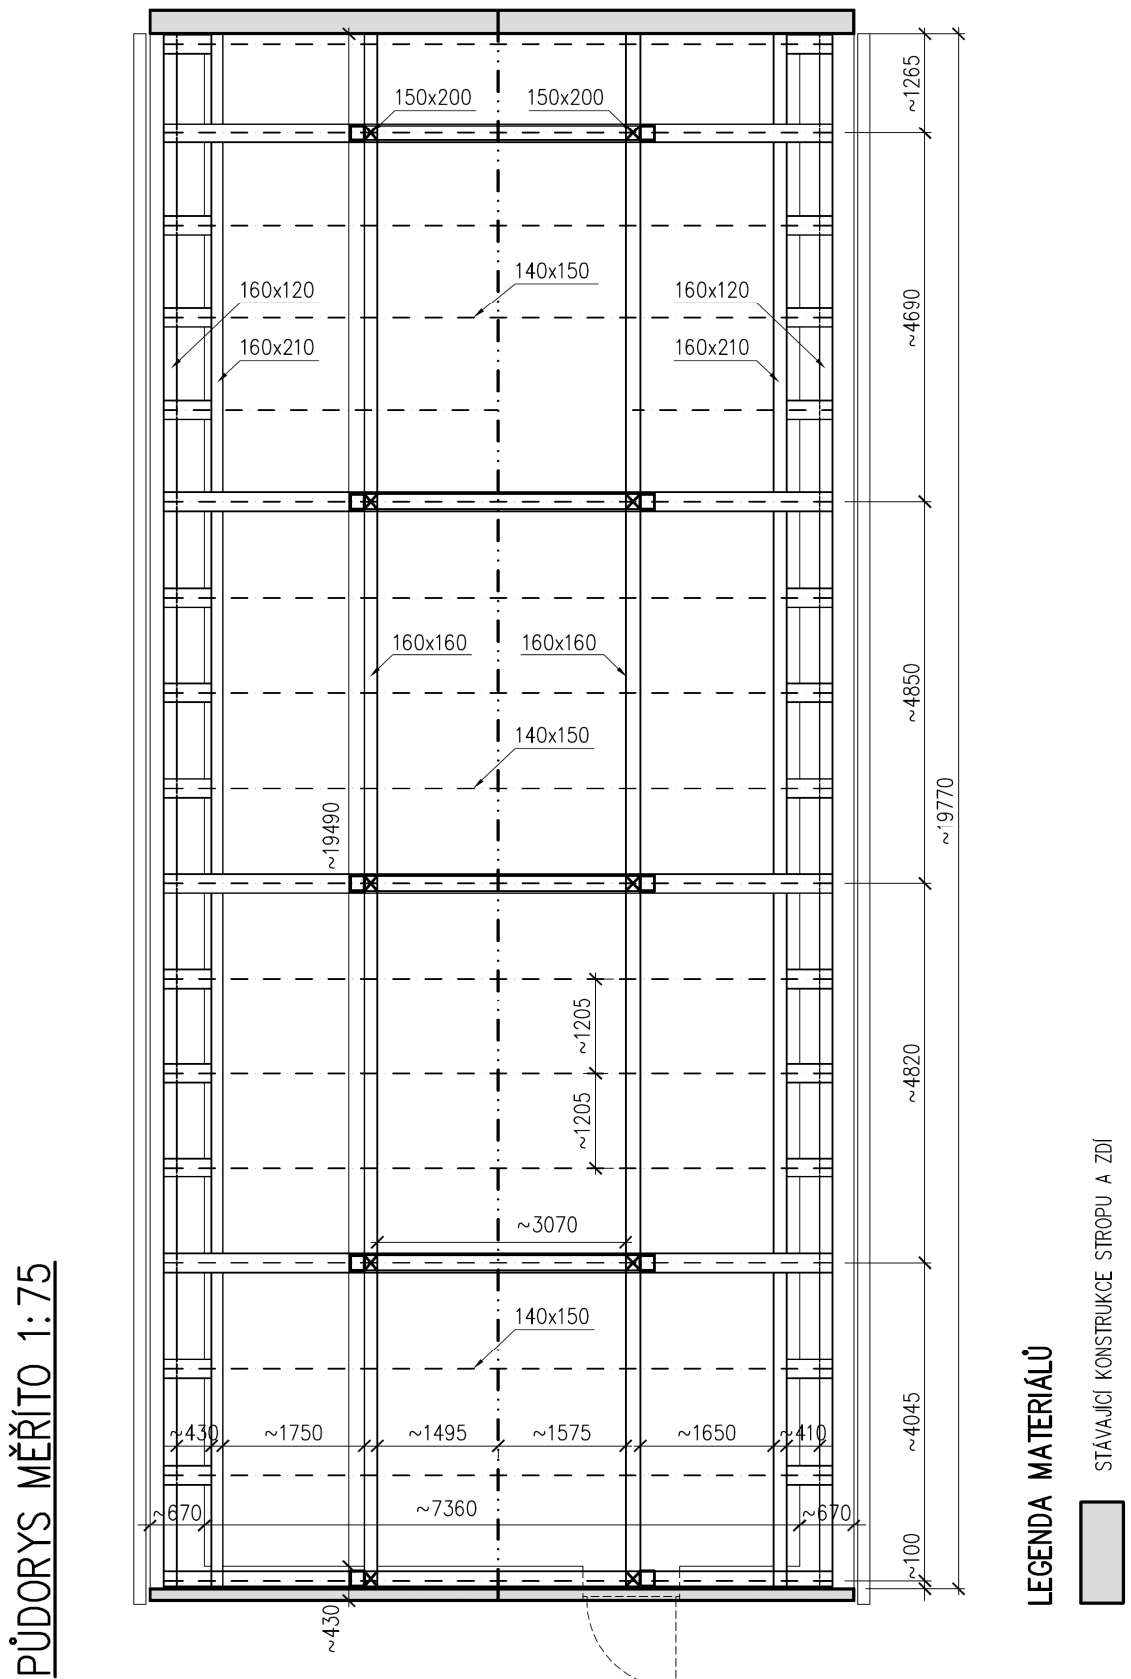 PŮDORYS MĚŘÍTO 1:75
150x200
150x200
~1265
140x150
160x120
160x120
160x210
160x210
~4690
160x160
160x160
~4850
140x150
~19490
~19770
~1205
~1205
~4820
~3070
140x150
~430
~1750
~1495
~1575
~1650
~410
~4045
~670
~7360
~670
~100
~430
LEGENDA MATERIÁLŮ
STÁVAJÍCÍ KONSTRUKCE STROPU A ZDÍ